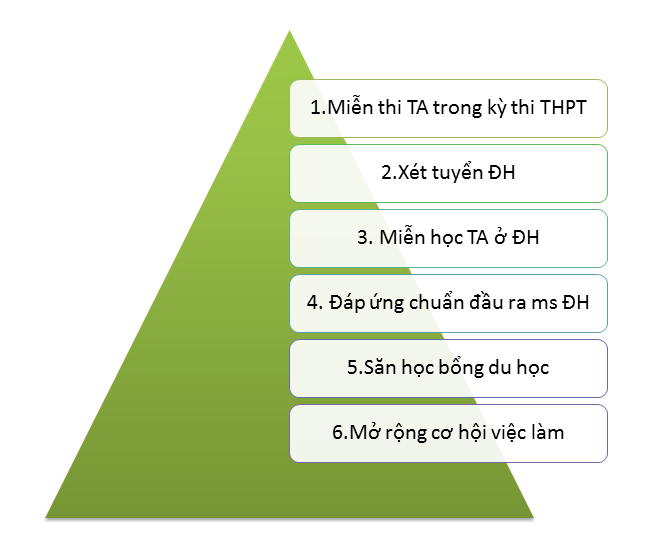 1.Miễn thi TA trong kỳ thi THPT
2.Xét tuyển ĐH
3. Miễn học TA ở ĐH
4. Đáp ứng chuẩn đầu ra ms ĐH
5.Săn học bổng du học
6.Mở rộng cơ hội việc làm